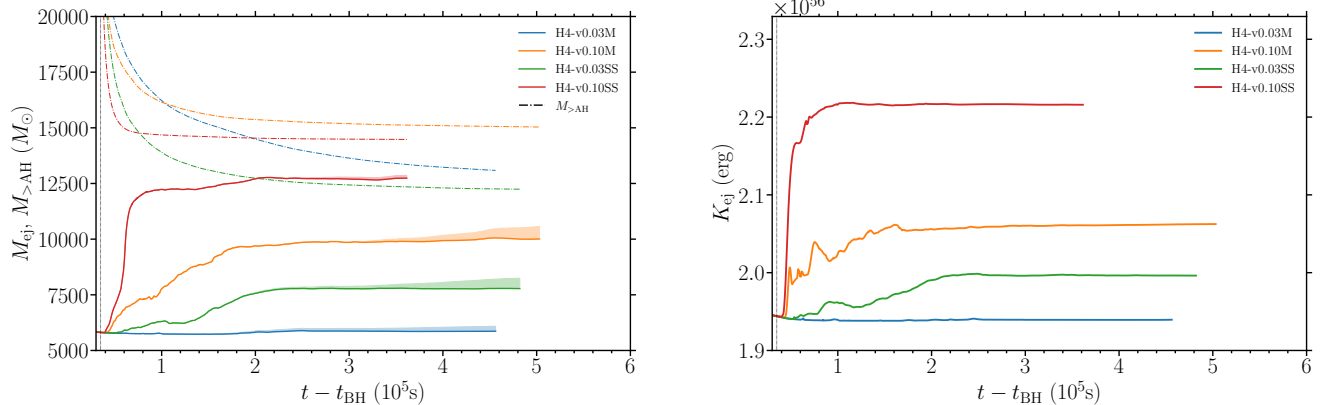 20000
17500
15000
12500
10000
7500
5000
M_ej, M_>AH (M_⊙)
H4-v0.03M
H4-v0.10M
H4-v0.03SS
H4-v0.10SS
M_>AH
1 2 3 4 5 6
t − t_BH (10^5s)
×10^56
2.3
2.2
2.1
2.0
1.9
K_ej (erg)
H4-v0.03M
H4-v0.10M
H4-v0.03SS
H4-v0.10SS
1 2 3 4 5 6
t − t_BH (10^5s)